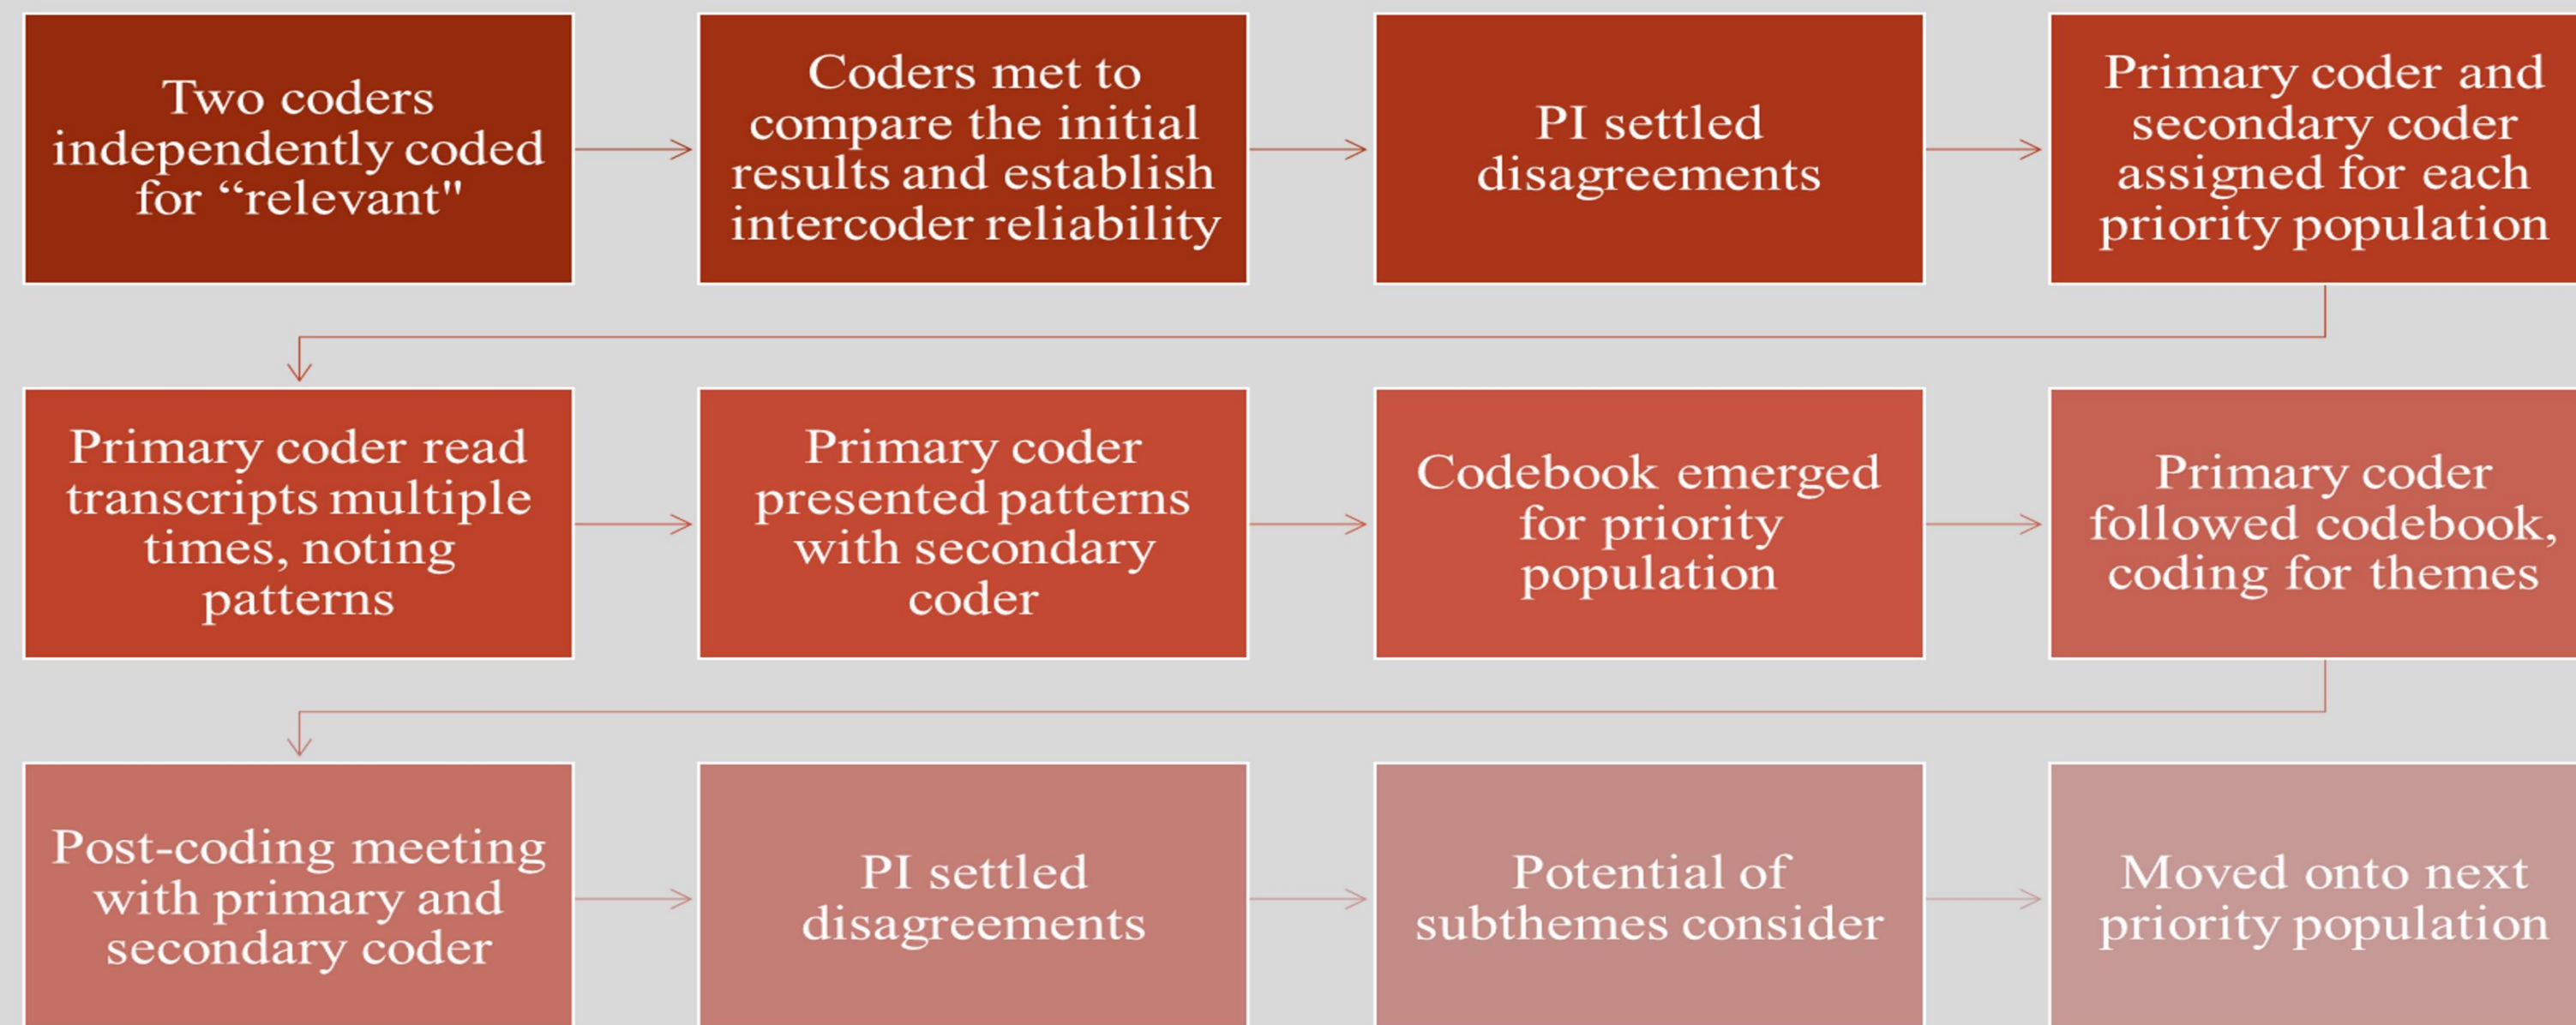 Two coders
independently coded
for “relevant"
Coders met to
compare the initial
results and establish
intercoder reliability
PI settled
disagreements
Primary coder and
secondary coder
assigned for each
priority population
Primary coder read
transcripts multiple
times, noting
patterns
Primary coder
presented patterns
with secondary
coder
Codebook emerged
for priority
population
Primary coder
followed codebook,
coding for themes
Post-coding meeting
with primary and
secondary coder
PI settled
disagreements
Potential of
subthemes consider
Moved onto next
priority population